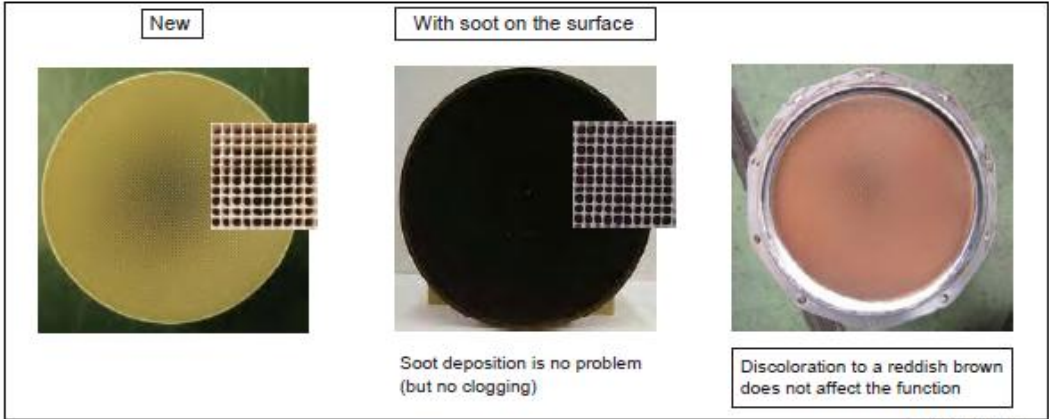 New
With soot on the surface
Soot deposition is no problem
(but no clogging)
Discoloration to a reddish brown
does not affect the function